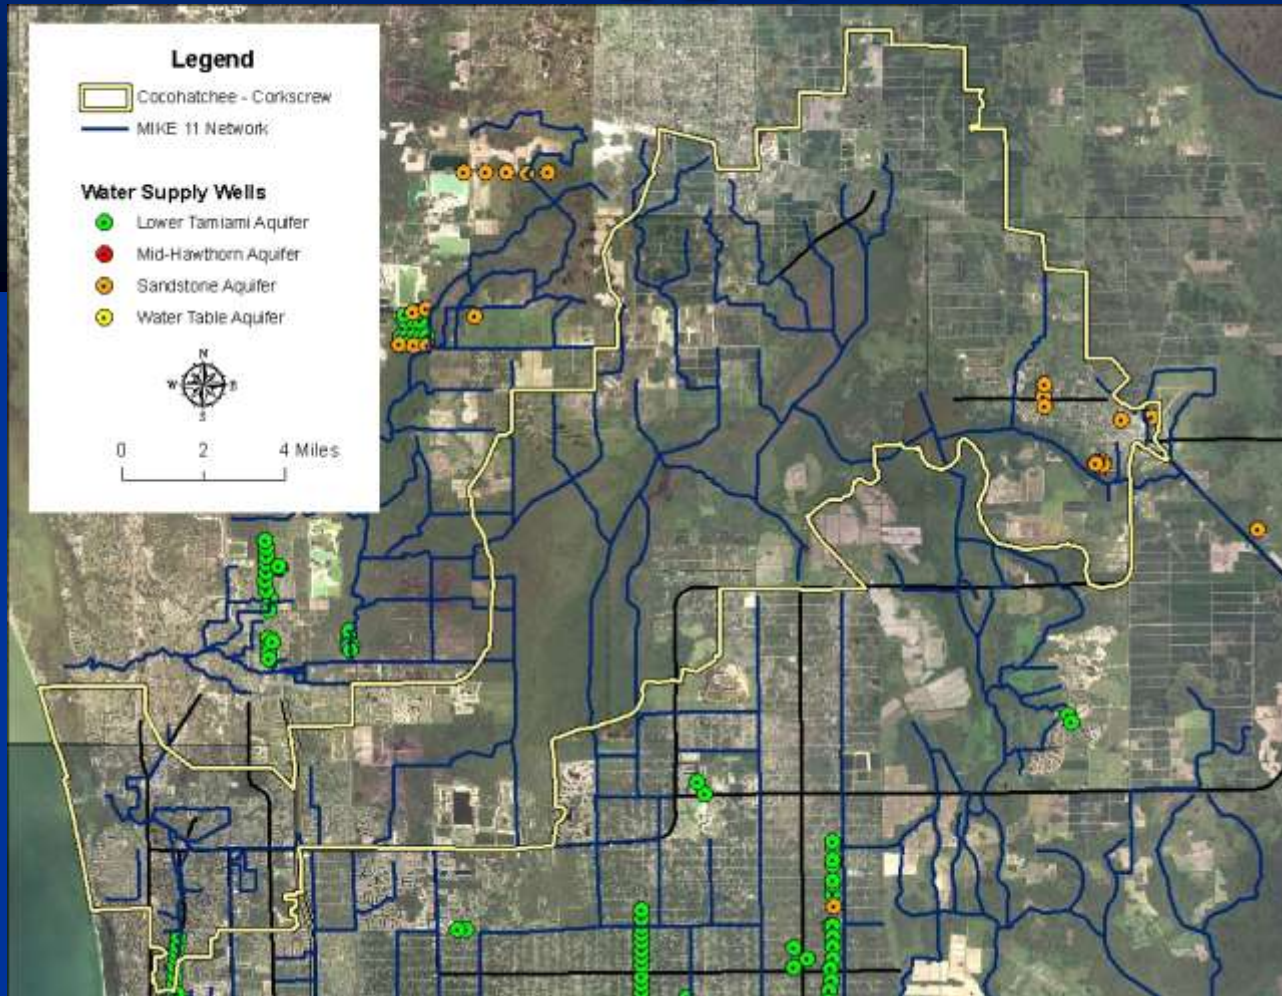 Legend
Cocohatchee - Corkscrew
MIKE 11 Network
Water Supply Wells
Lower Tamiami Aquifer
Mid-Hawthorn Aquifer
Sandstone Aquifer
Water Table Aquifer
N
W E
S
0 2 4 Miles